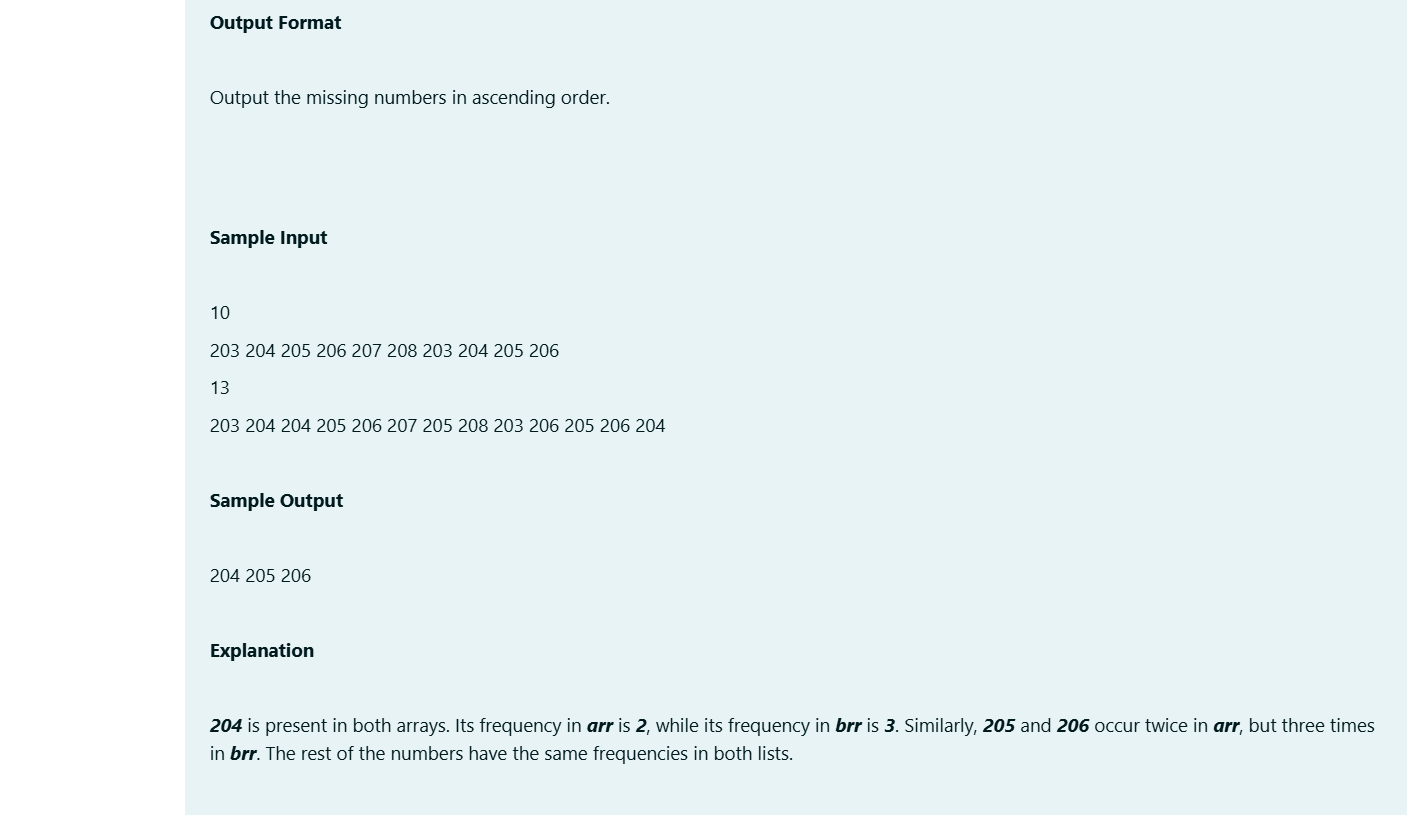 Output Format
Output the missing numbers in ascending order.
Sample Input
10
203 204 205 206 207 208 203 204 205 206
13
203 204 204 205 206 207 205 208 203 206 205 206 204
Sample Output
204 205 206
Explanation
204 is present in both arrays. Its frequency in arr is 2, while its frequency in brr is 3. Similarly, 205 and 206 occur twice in arr, but three times
in brr. The rest of the numbers have the same frequencies in both lists.